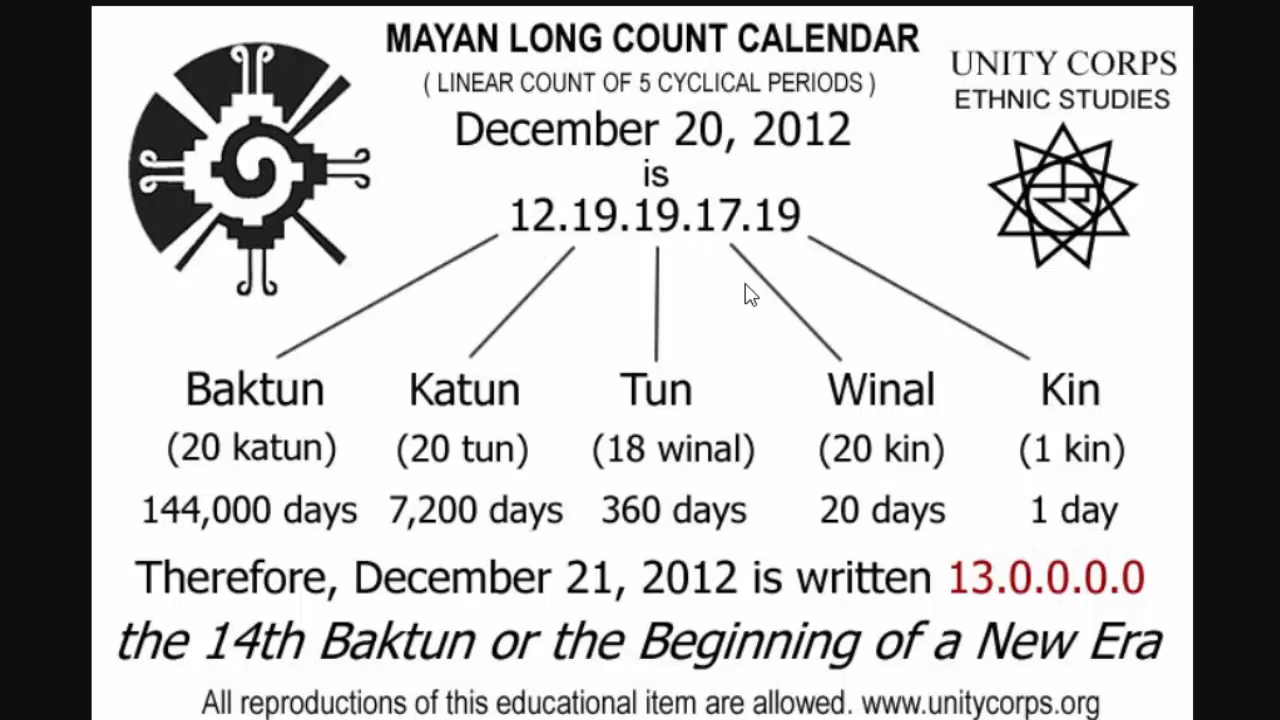 MAYAN LONG COUNT CALENDAR
( LINEAR COUNT OF 5 CYCLICAL PERIODS )
December 20, 2012
is
12.19.19.17.19
UNITY CORPS
ETHNIC STUDIES
Baktun Katun Tun Winal Kin
(20 katun) (20 tun) (18 winal) (20 kin) (1 kin)
144,000 days 7,200 days 360 days 20 days 1 day
Therefore, December 21, 2012 is written 13.0.0.0.0
the 14th Baktun or the Beginning of a New Era
All reproductions of this educational item are allowed. www.unitycorps.org